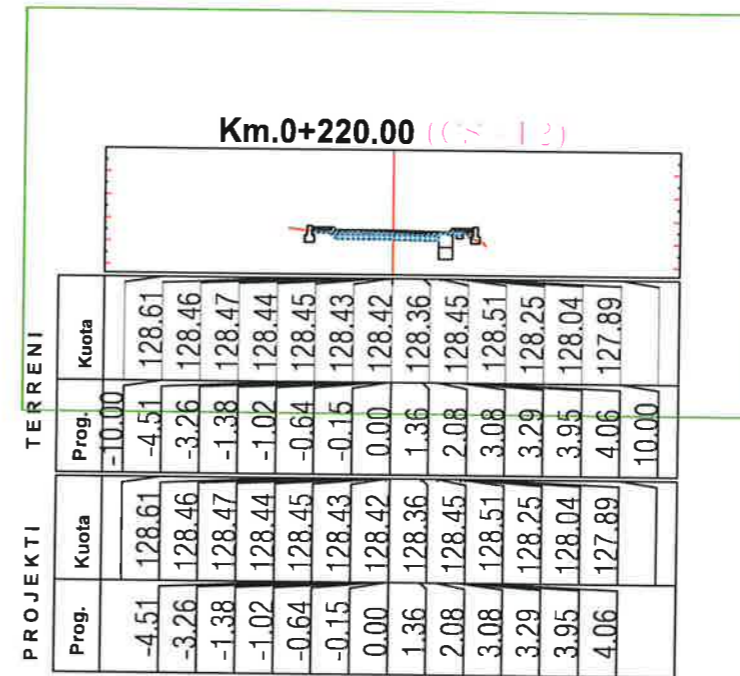 Km.0+220.00
TERRENI
Kuota 128.61 128.46 128.47 128.44 128.45 128.43 128.42 128.36 128.45 128.51 128.25 128.04 127.89
Prog. -10.00 -4.51 -3.26 -1.38 -1.02 -0.64 -0.15 0.00 1.36 2.08 3.08 3.29 3.95 4.06 10.00
PROJEKTI
Kuota 128.61 128.46 128.47 128.44 128.45 128.43 128.42 128.36 128.45 128.51 128.25 128.04 127.89
Prog. -4.51 -3.26 -1.38 -1.02 -0.64 -0.15 0.00 1.36 2.08 3.08 3.29 3.95 4.06